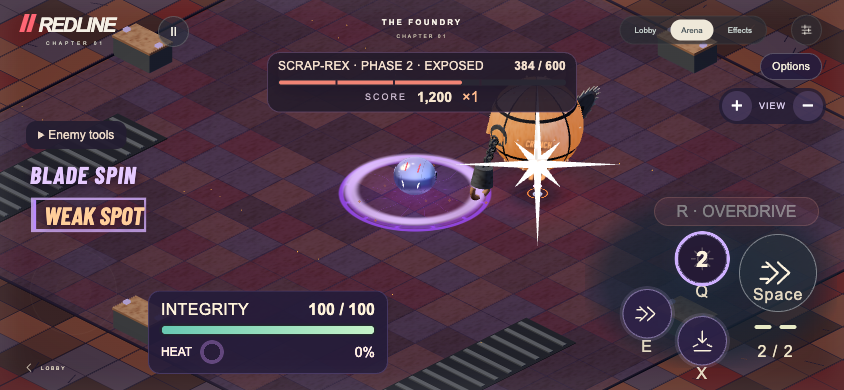 REDLINE
CHAPTER 01
THE FOUNDRY
CHAPTER 01
Lobby Arena Effects
Options
SCRAP-REX · PHASE 2 · EXPOSED 384 / 600
SCORE 1,200 ×1
+ VIEW −
Enemy tools
BLADE SPIN
WEAK SPOT
R · OVERDRIVE
2
Q
Space
E
X
2 / 2
INTEGRITY 100 / 100
HEAT 0%
LOBBY